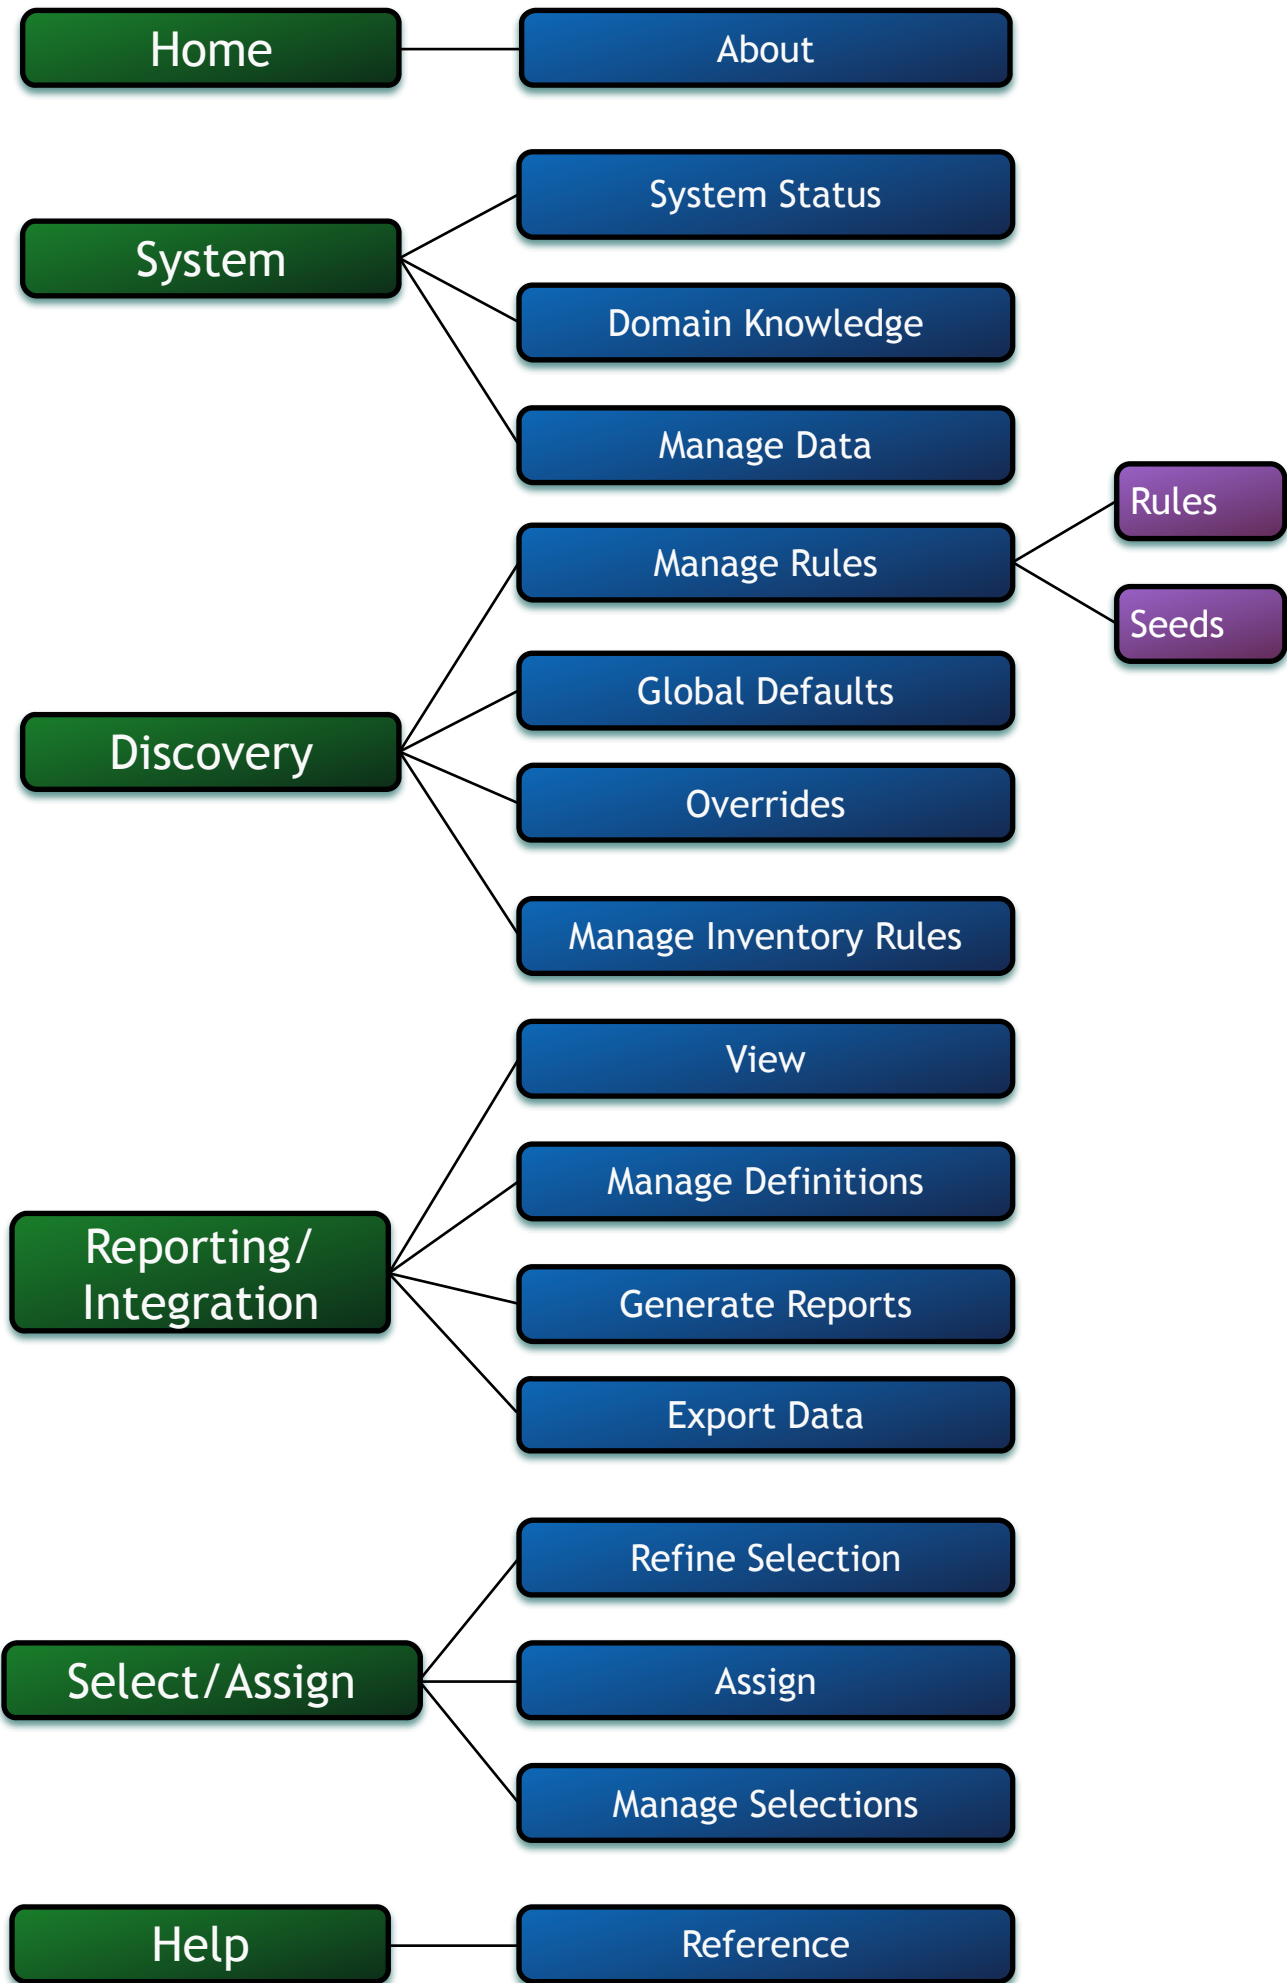 Home
About
System
System Status
Domain Knowledge
Manage Data
Discovery
Manage Rules
Rules
Seeds
Global Defaults
Overrides
Manage Inventory Rules
Reporting/
Integration
View
Manage Definitions
Generate Reports
Export Data
Select/Assign
Refine Selection
Assign
Manage Selections
Help
Reference